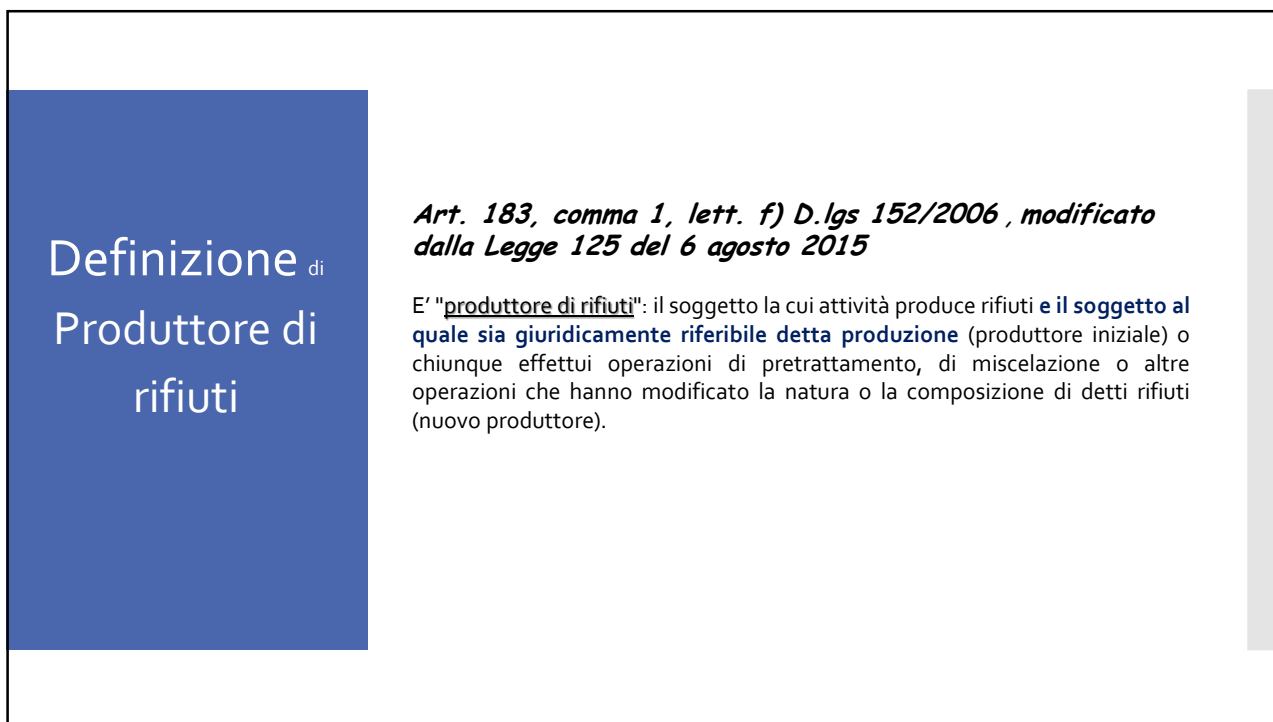 Definizione di
Produttore di
rifiuti
Art. 183, comma 1, lett. f) D.lgs 152/2006 , modificato
dalla Legge 125 del 6 agosto 2015
E’ "produttore di rifiuti": il soggetto la cui attività produce rifiuti e il soggetto al
quale sia giuridicamente riferibile detta produzione (produttore iniziale) o
chiunque effettui operazioni di pretrattamento, di miscelazione o altre
operazioni che hanno modificato la natura o la composizione di detti rifiuti
(nuovo produttore).